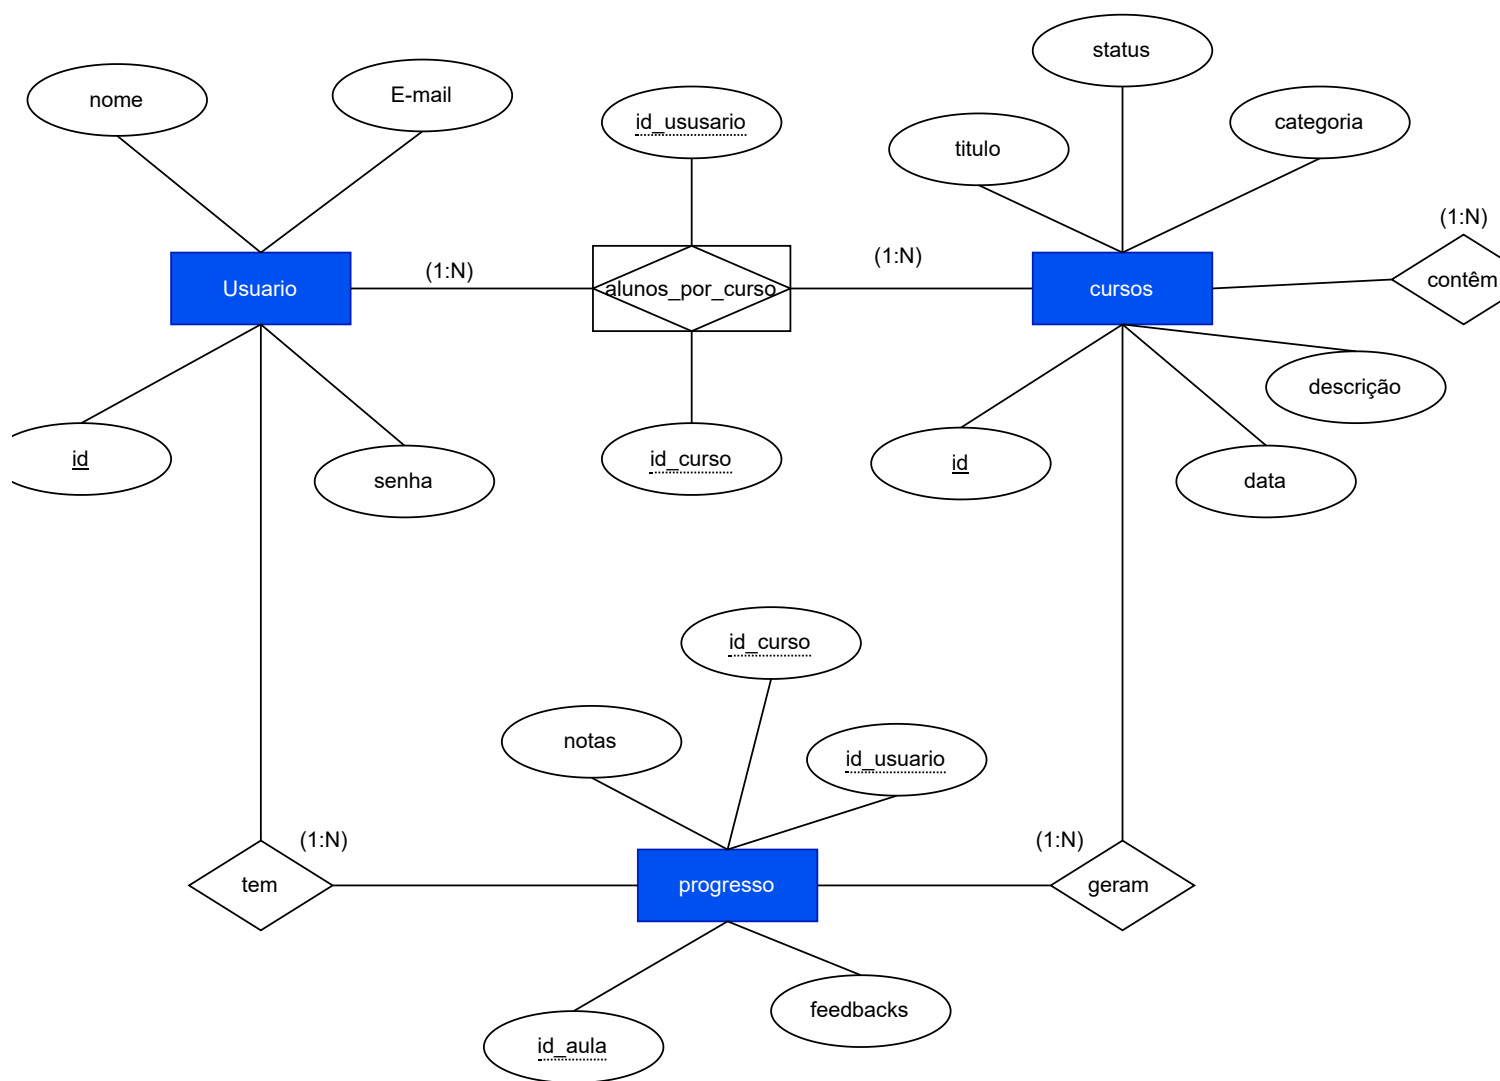 status
nome
E-mail
id_ususario
categoria
titulo
(1:N)
(1:N)
(1:N)
Usuario
alunos_por_curso
cursos
contêm
descrição
id
senha
id_curso
id
data
id_curso
notas
id_usuario
(1:N)
(1:N)
tem
progresso
geram
feedbacks
id_aula